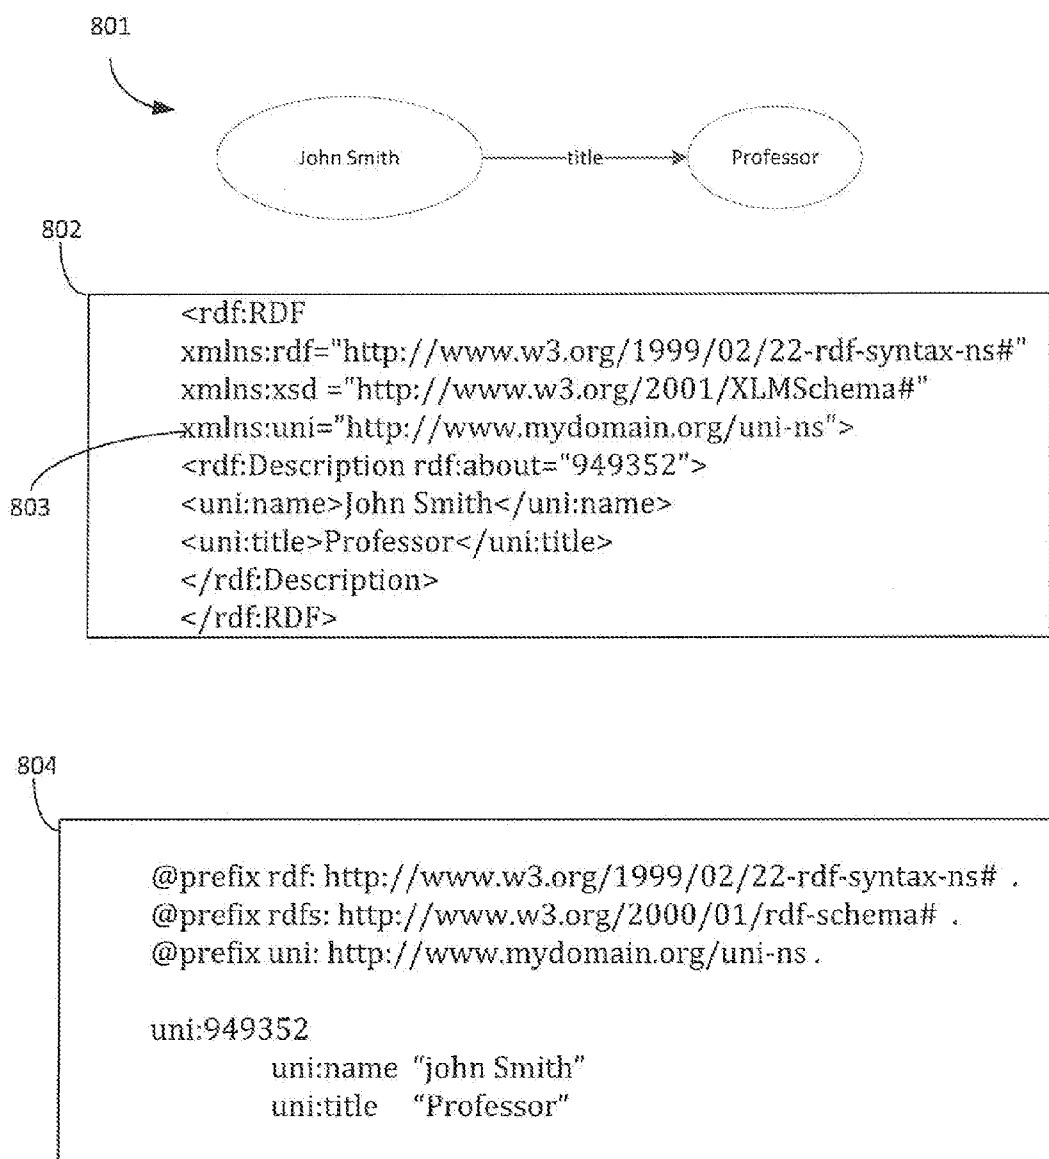 801
John Smith title Professor
802
<rdf:RDF
xmlns:rdf="http://www.w3.org/1999/02/22-rdf-syntax-ns#"
xmlns:xsd ="http://www.w3.org/2001/XLMSchema#"
xmlns:uni="http://www.mydomain.org/uni-ns">
<rdf:Description rdf:about="949352">
803
<uni:name>John Smith</uni:name>
<uni:title>Professor</uni:title>
</rdf:Description>
</rdf:RDF>
804
@prefix rdf: http://www.w3.org/1999/02/22-rdf-syntax-ns# .
@prefix rdfs: http://www.w3.org/2000/01/rdf-schema# .
@prefix uni: http://www.mydomain.org/uni-ns .
uni:949352
uni:name "john Smith"
uni:title "Professor"